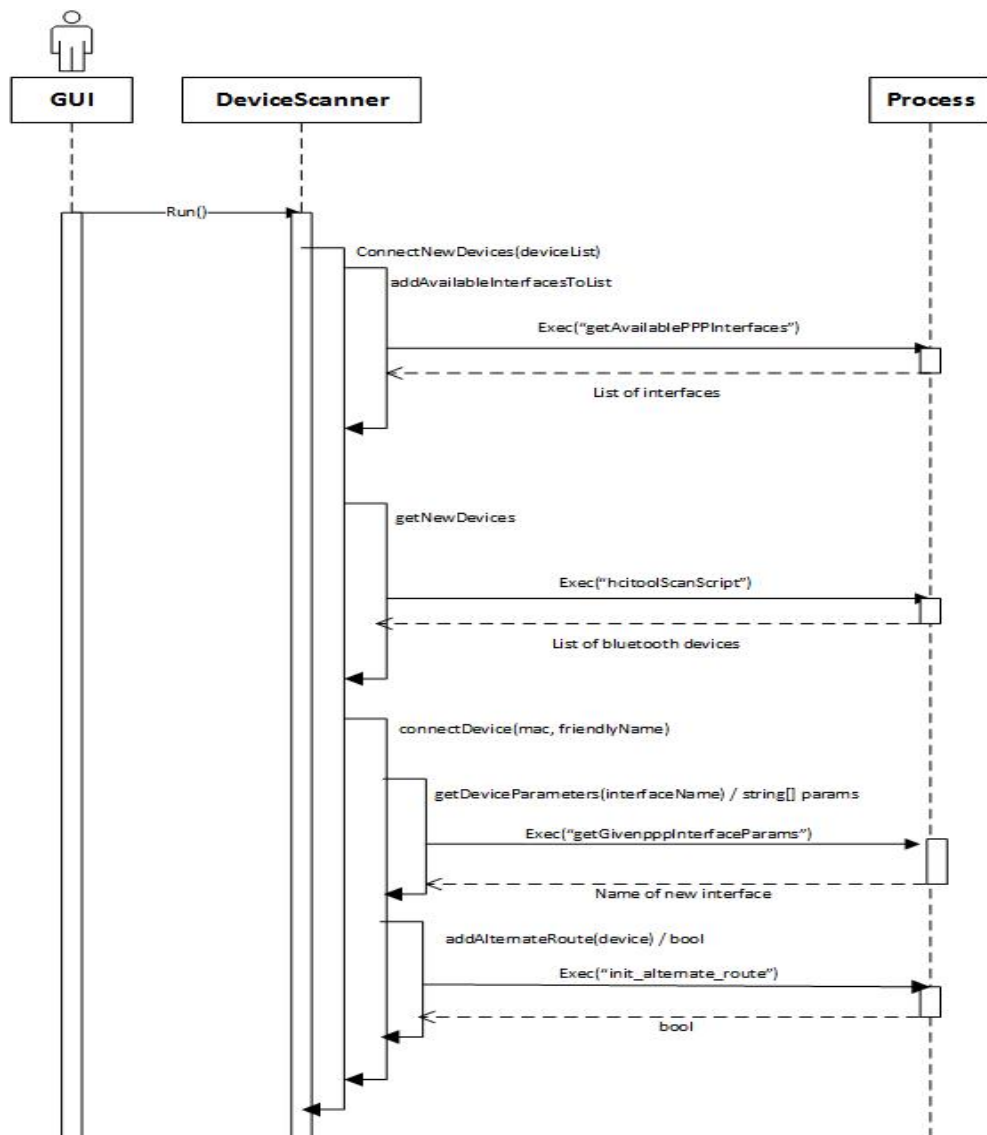 GUI
DeviceScanner
Process
Run()
ConnectNewDevices(deviceList)
addAvailableInterfacesToList
Exec(“getAvailablePPPInterfaces”)
List of interfaces
getNewDevices
Exec(“hcitoolScanScript”)
List of bluetooth devices
connectDevice(mac, friendlyName)
getDeviceParameters(interfaceName) / string[] params
Exec(“getGivenpppInterfaceParams”)
Name of new interface
addAlternateRoute(device) / bool
Exec(“init_alternate_route”)
bool